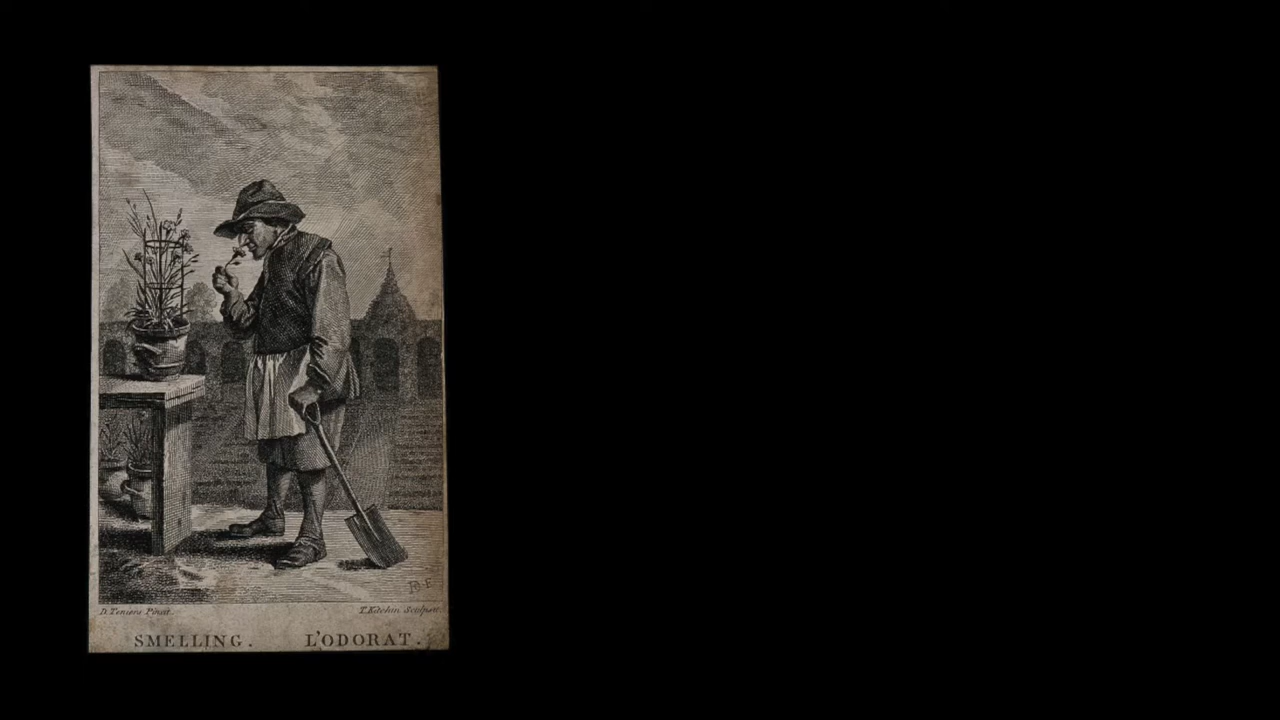 D. Teniers Pinxit.
T. Kitchin Sculpsit.
SMELLING. L'ODORAT.